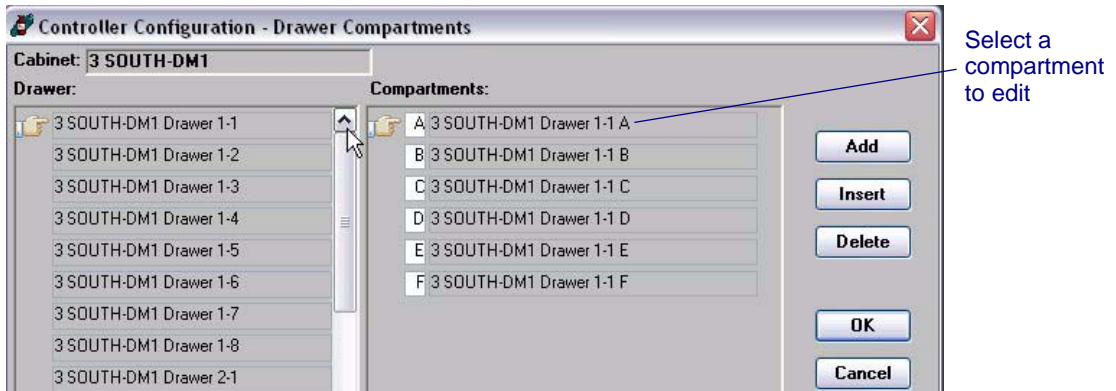 Controller Configuration - Drawer Compartments
Cabinet: 3 SOUTH-DM1
Drawer:
3 SOUTH-DM1 Drawer 1-1
3 SOUTH-DM1 Drawer 1-2
3 SOUTH-DM1 Drawer 1-3
3 SOUTH-DM1 Drawer 1-4
3 SOUTH-DM1 Drawer 1-5
3 SOUTH-DM1 Drawer 1-6
3 SOUTH-DM1 Drawer 1-7
3 SOUTH-DM1 Drawer 1-8
3 SOUTH-DM1 Drawer 2-1
Compartments:
A 3 SOUTH-DM1 Drawer 1-1 A
B 3 SOUTH-DM1 Drawer 1-1 B
C 3 SOUTH-DM1 Drawer 1-1 C
D 3 SOUTH-DM1 Drawer 1-1 D
E 3 SOUTH-DM1 Drawer 1-1 E
F 3 SOUTH-DM1 Drawer 1-1 F
Add
Insert
Delete
OK
Cancel
Select a
compartment
to edit